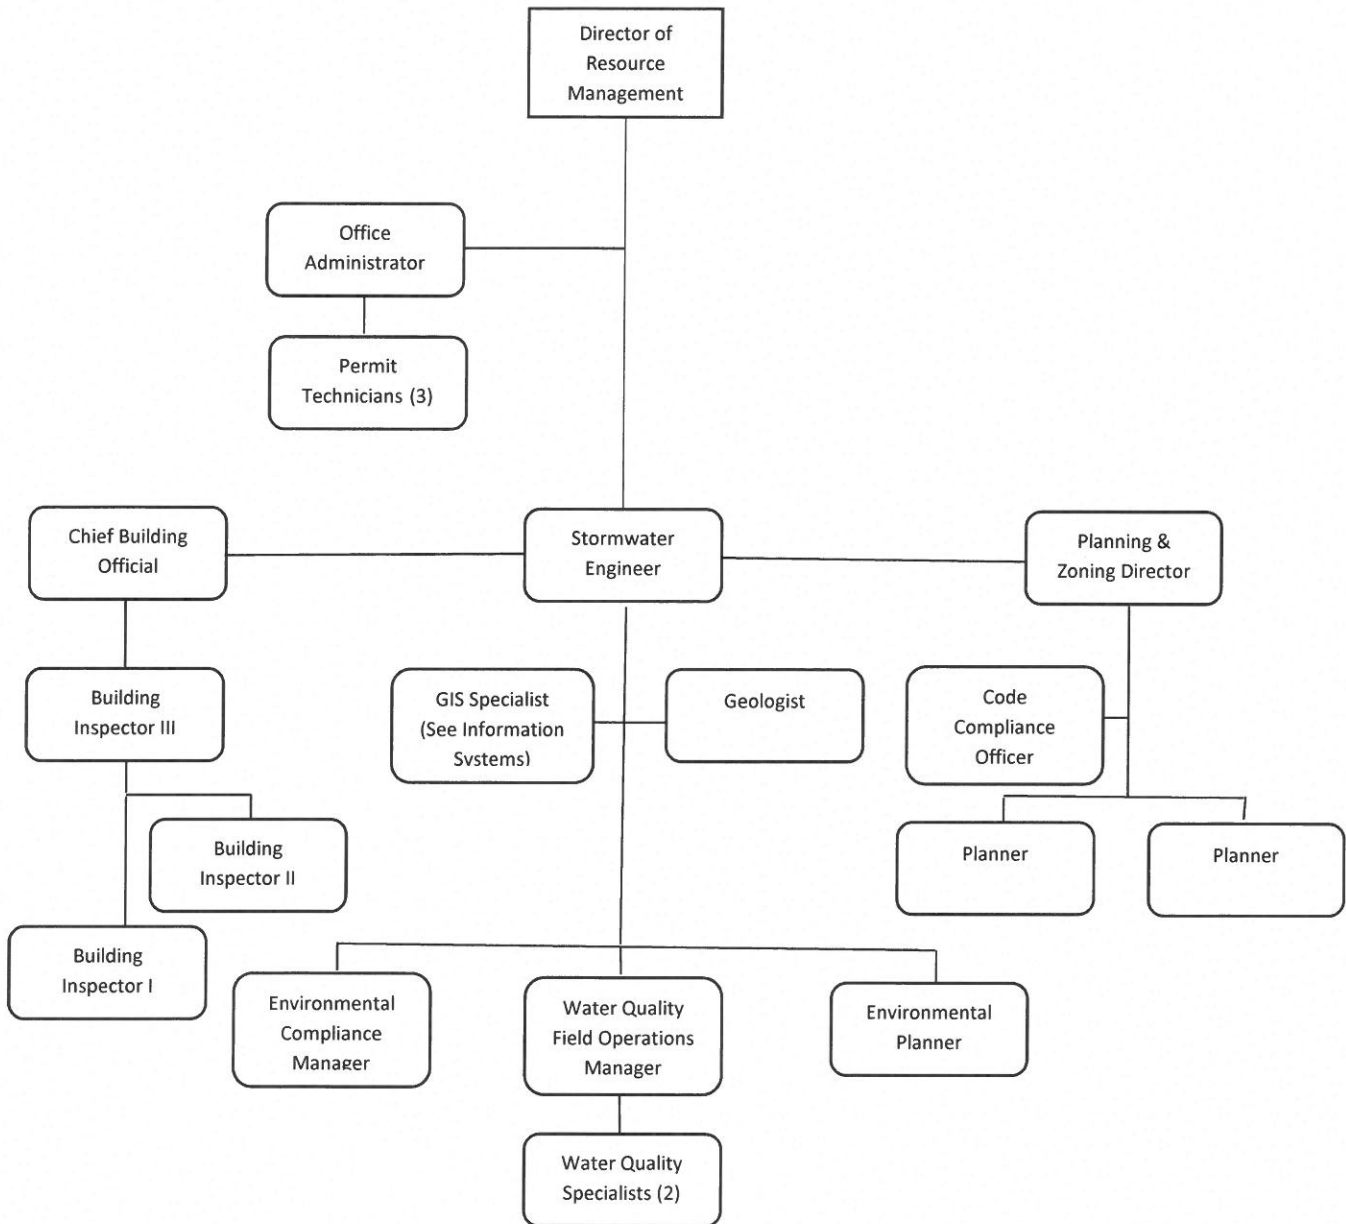 Director of
Resource
Management
Office
Administrator
Permit
Technicians (3)
Chief Building
Official
Stormwater
Engineer
Planning &
Zoning Director
Building
Inspector III
GIS Specialist
(See Information
Systems)
Geologist
Code
Compliance
Officer
Building
Inspector II
Planner
Planner
Building
Inspector I
Environmental
Compliance
Manager
Water Quality
Field Operations
Manager
Environmental
Planner
Water Quality
Specialists (2)